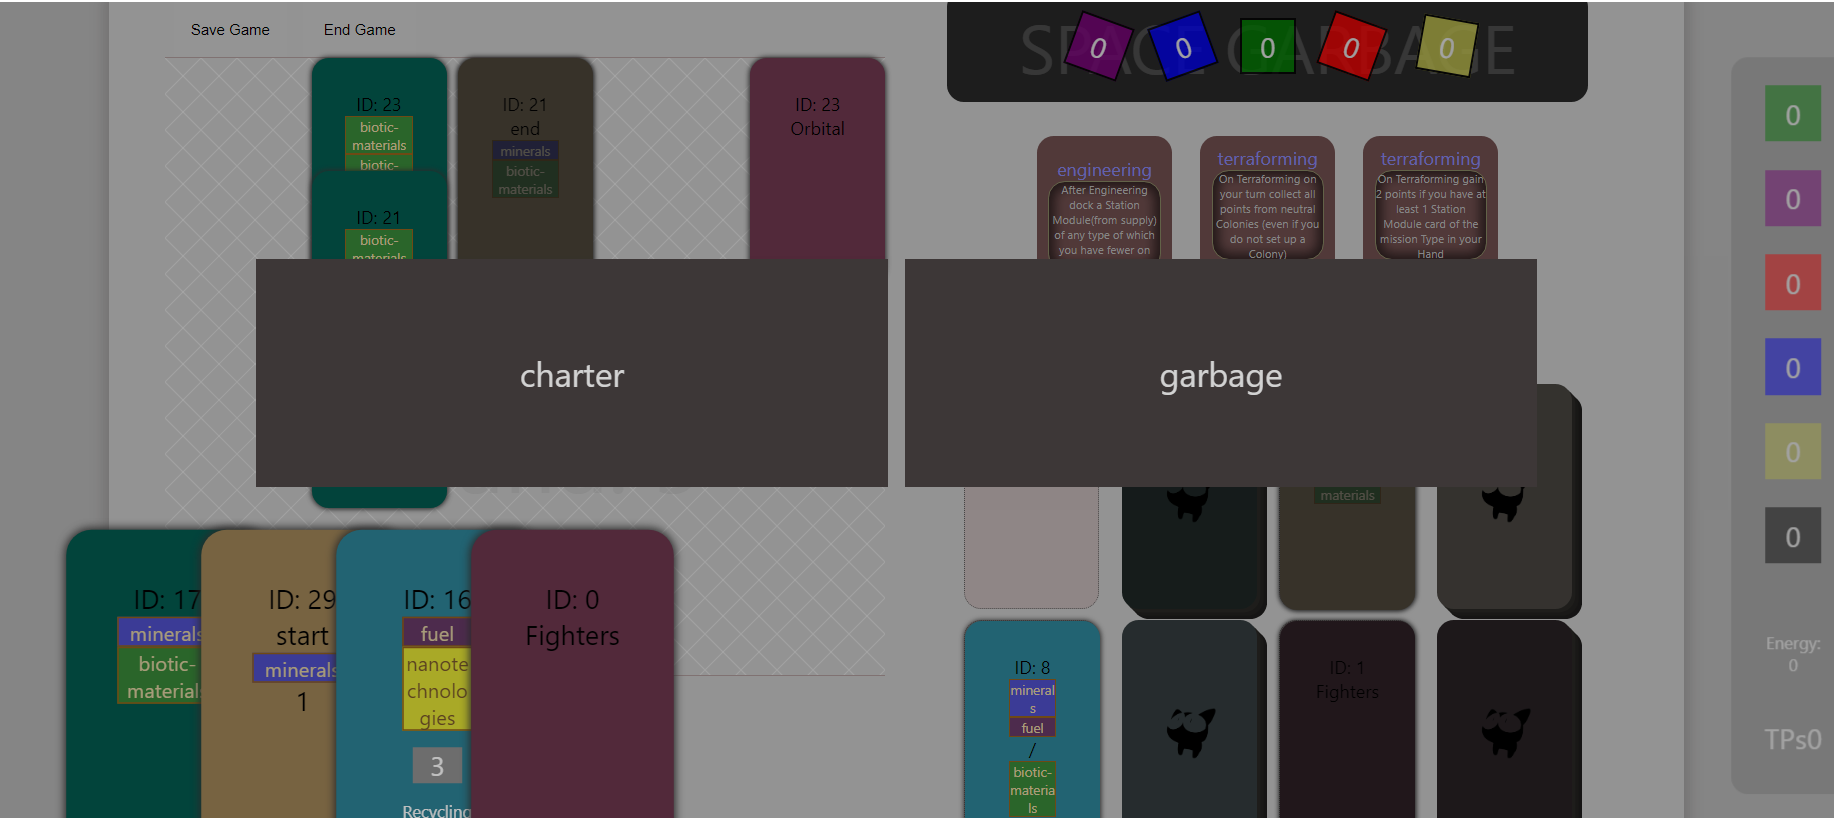 Save Game
End Game
SPACE GARBAGE
0
0
0
0
0
ID: 23
biotic-
materials
biotic-
ID: 21
biotic-
materials
ID: 21
end
minerals
biotic-
materials
ID: 23
Orbital
engineering
After Engineering
dock a Station
Module(from supply)
of any type of which
you have fewer on
terraforming
On Terraforming on
your turn collect all
points from neutral
Colonies (even if you
do not set up a
Colony)
terraforming
On Terraforming gain
2 points if you have at
least 1 Station
Module card of the
mission Type in your
Hand
charter
garbage
materials
ID: 17
minerals
biotic-
materials
ID: 29
start
minerals
1
ID: 16
fuel
nanote
chnolo
gies
3
Recycling
ID: 0
Fighters
ID: 8
mineral
s
fuel
/
biotic-
materia
ls
ID: 1
Fighters
0
0
0
0
0
0
Energy:
0
TPs0